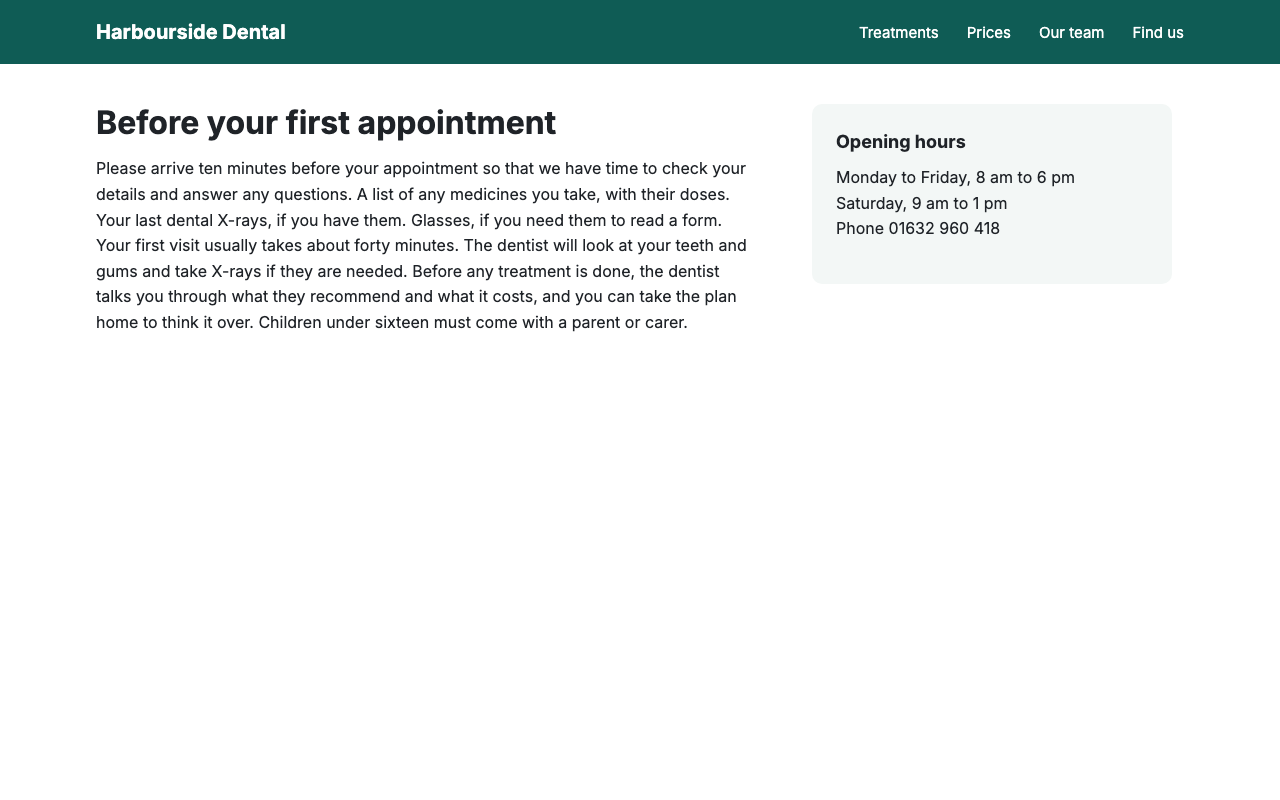 Harbourside Dental
Treatments Prices Our team Find us
Before your first appointment
Please arrive ten minutes before your appointment so that we have time to check your
details and answer any questions. A list of any medicines you take, with their doses.
Your last dental X-rays, if you have them. Glasses, if you need them to read a form.
Your first visit usually takes about forty minutes. The dentist will look at your teeth and
gums and take X-rays if they are needed. Before any treatment is done, the dentist
talks you through what they recommend and what it costs, and you can take the plan
home to think it over. Children under sixteen must come with a parent or carer.
Opening hours
Monday to Friday, 8 am to 6 pm
Saturday, 9 am to 1 pm
Phone 01632 960 418